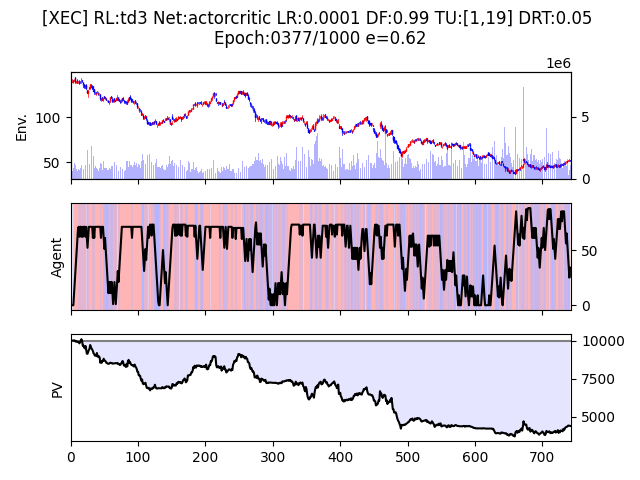 [XEC] RL:td3 Net:actorcritic LR:0.0001 DF:0.99 TU:[1,19] DRT:0.05
Epoch:0377/1000 e=0.62
1e6
Env.
100
50
5
0
Agent
50
0
PV
10000
7500
5000
0 100 200 300 400 500 600 700